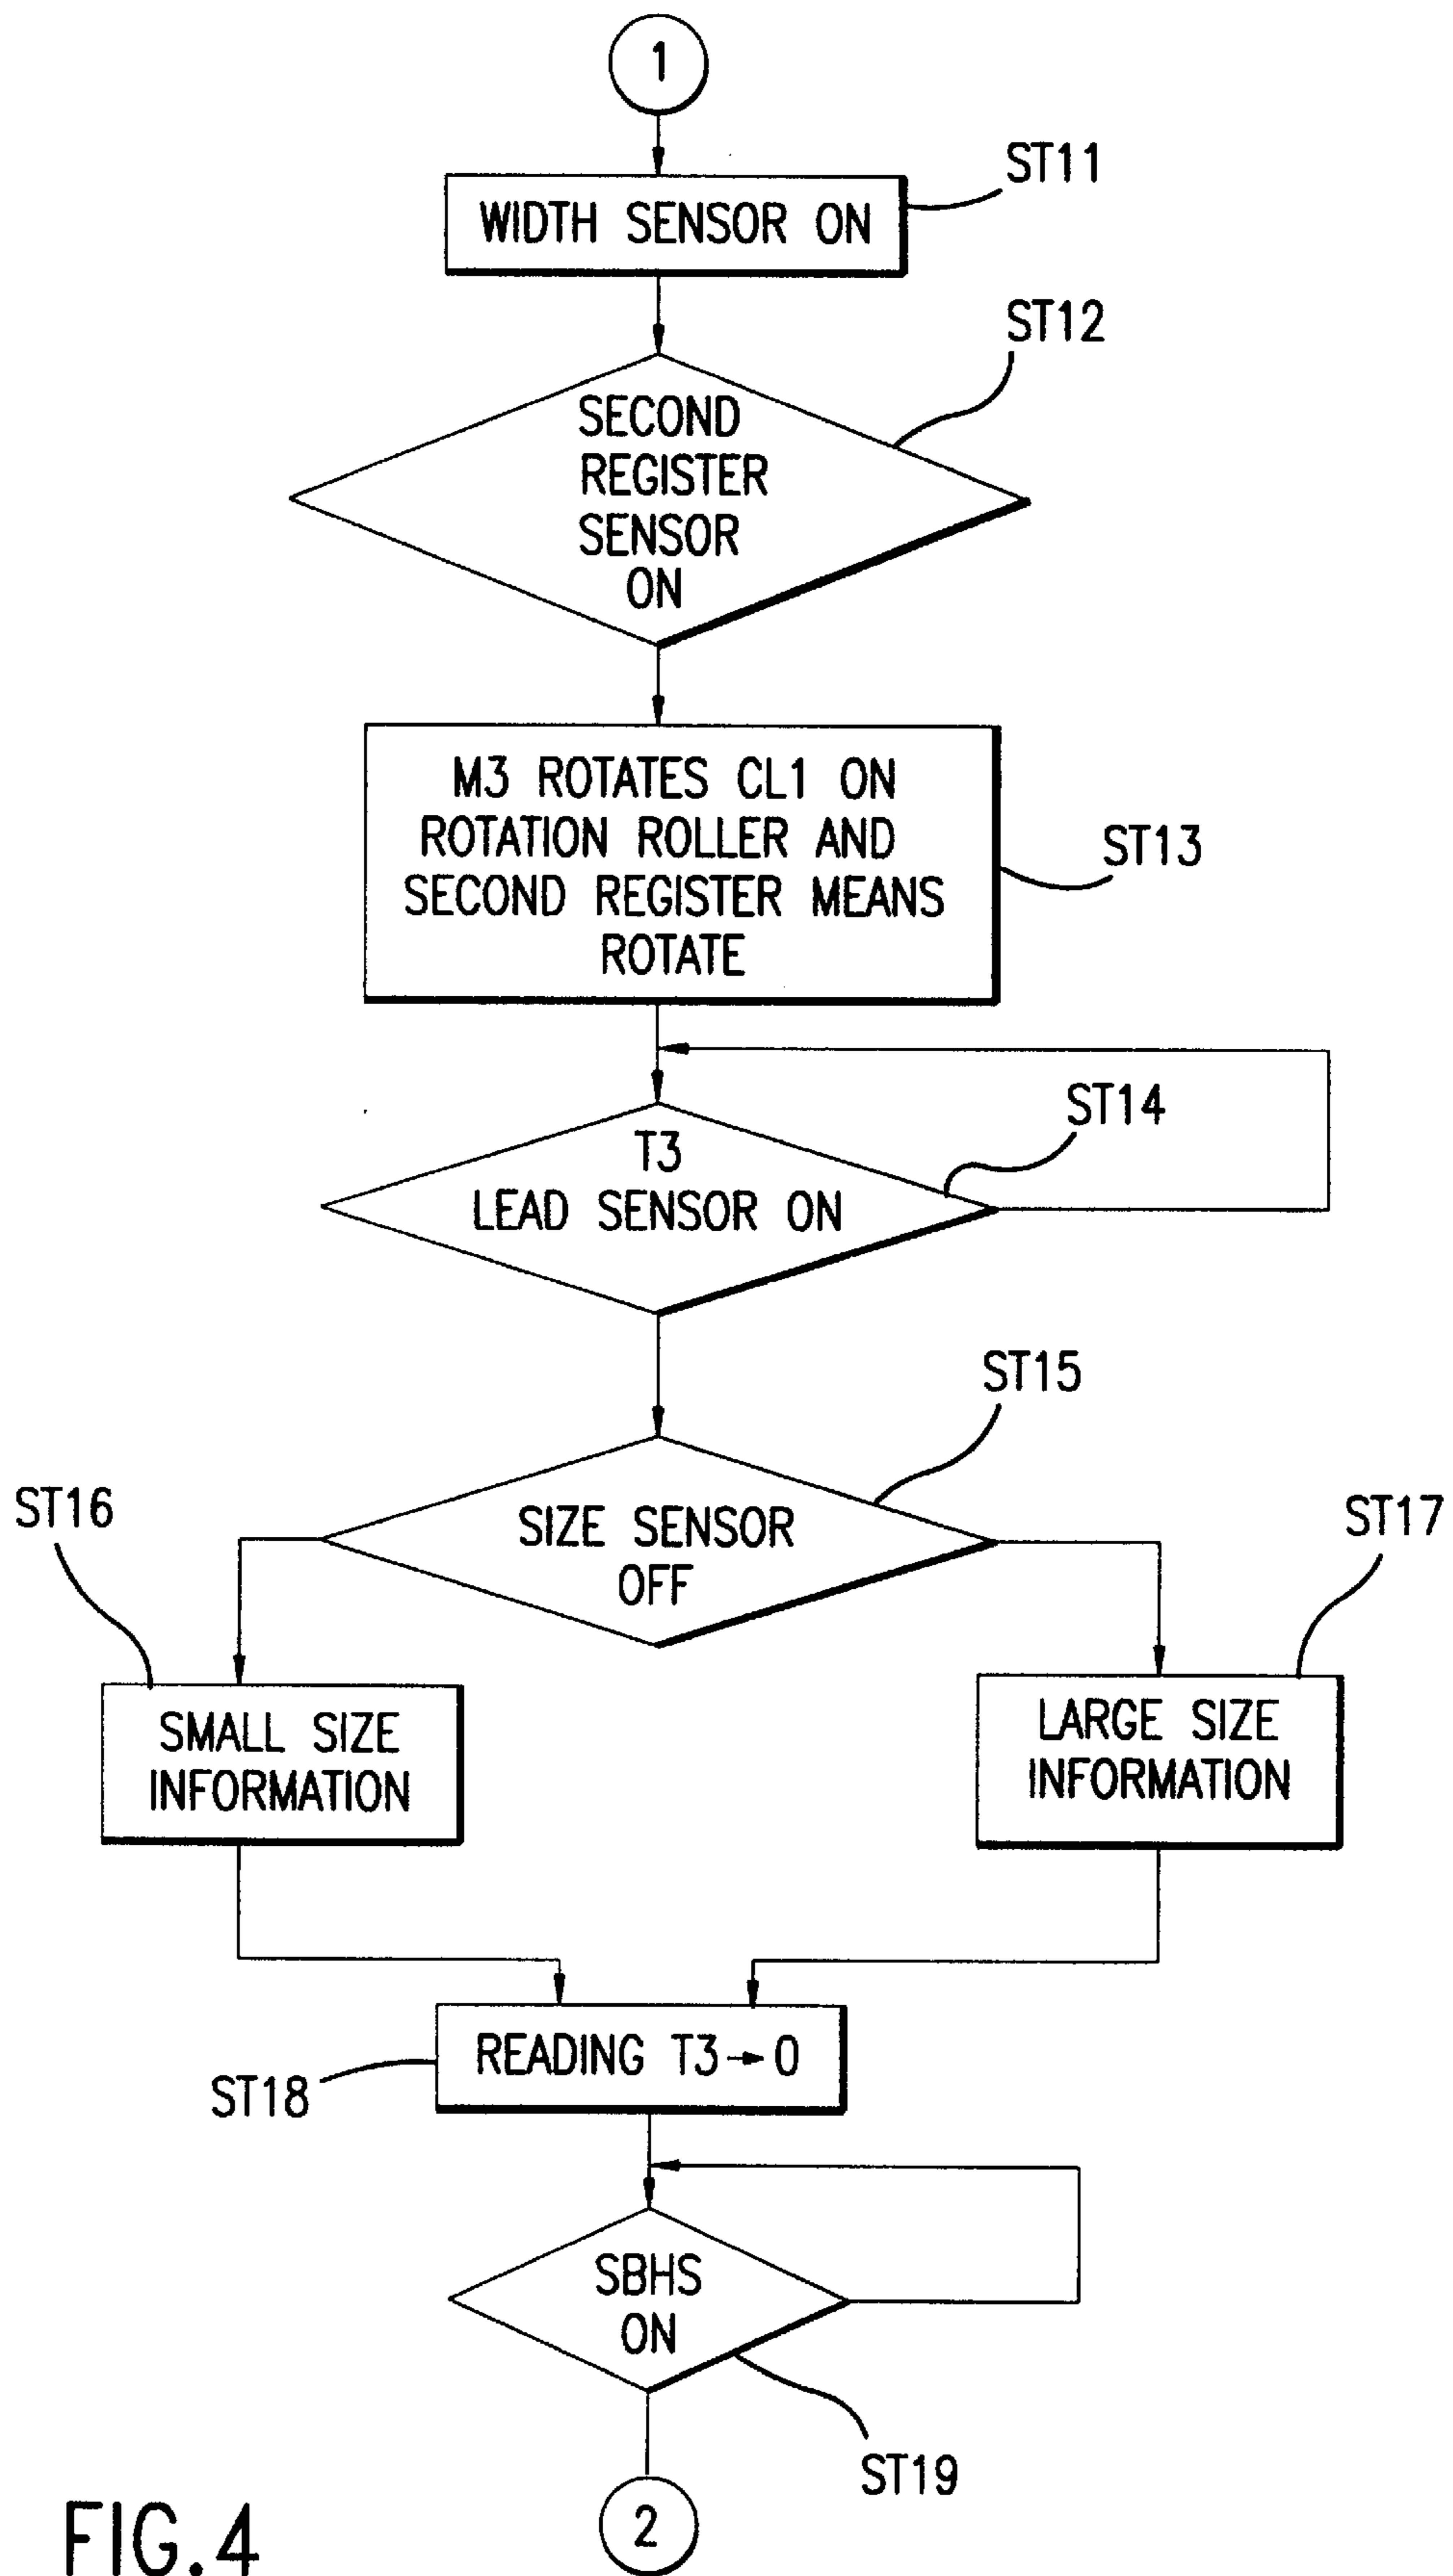 1
ST11
WIDTH SENSOR ON
ST12
SECOND
REGISTER
SENSOR
ON
M3 ROTATES CL1 ON
ROTATION ROLLER AND
SECOND REGISTER MEANS
ROTATE
ST13
ST14
T3
LEAD SENSOR ON
ST15
SIZE SENSOR
OFF
ST16
ST17
SMALL SIZE
INFORMATION
LARGE SIZE
INFORMATION
READING T3→0
ST18
SBHS
ON
ST19
2
FIG.4